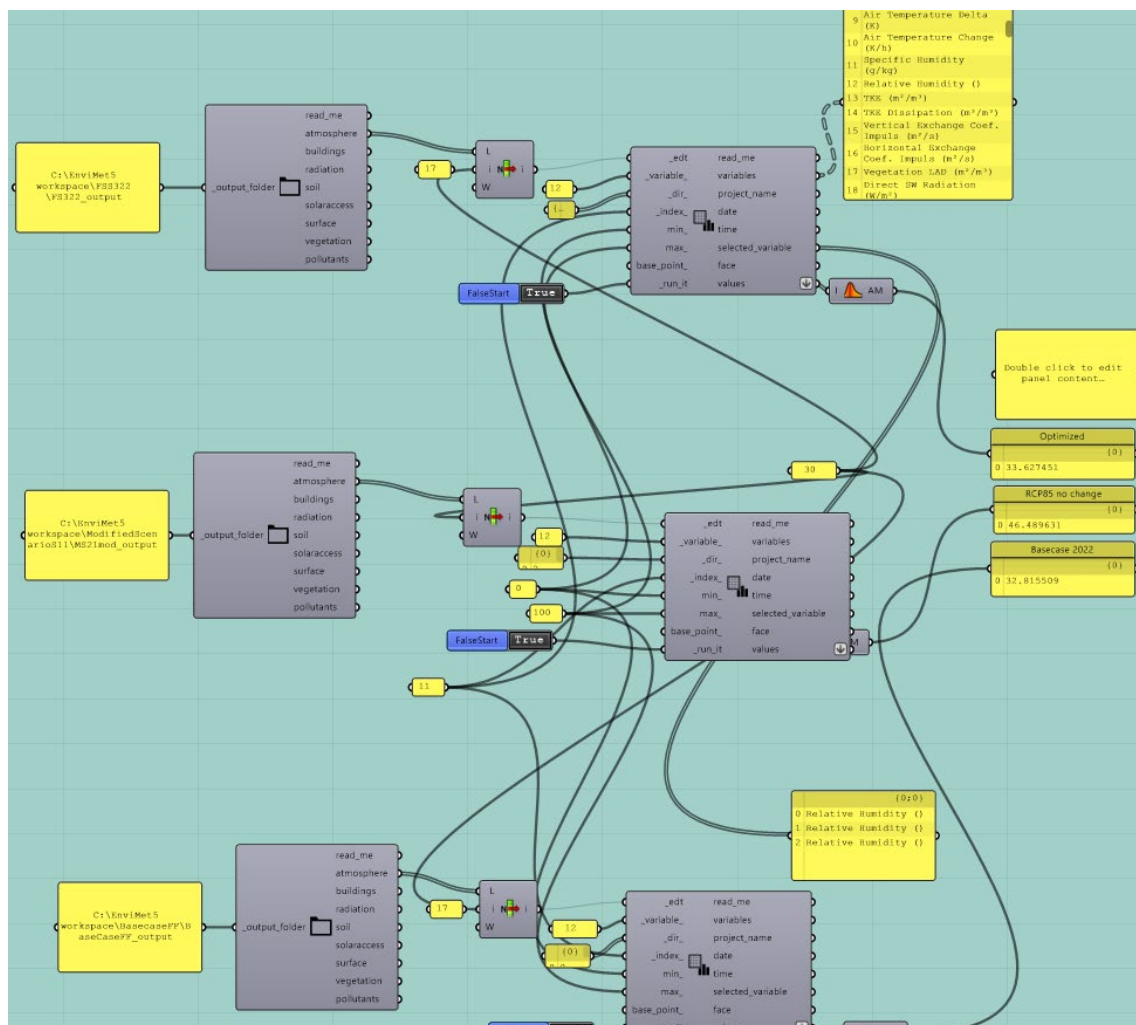 9 Air Temperature Delta
(K)
10 Air Temperature Change
(K/h)
11 Specific Humidity
(g/kg)
12 Relative Humidity ()
13 TKE (m²/m³)
14 TKE Dissipation (m³/m³)
15 Vertical Exchange Coef.
Impuls (m²/s)
16 Horizontal Exchange
Coef. Impuls (m²/s)
17 Vegetation LAD (m²/m³)
18 Direct SW Radiation
(W/m²)
C:\EnviMet5
workspace\FSS322
\FS322_output
_output_folder
read_me
atmosphere
buildings
radiation
soil
solaraccess
surface
vegetation
pollutants
17
L
i N i
W
12
_edt read_me
_variable_ variables
_dir_ project_name
_index_ date
min_ time
max_ selected_variable
base_point_ face
_run_it values
FalseStart True
I AM
Double click to edit
panel content…
Optimized
{0}
0 33.627451
RCP85 no change
{0}
0 46.489631
Basecase 2022
{0}
0 32.815509
30
C:\EnviMet5
workspace\ModifiedScen
arioS11\MS21mod_output
_output_folder
read_me
atmosphere
buildings
radiation
soil
solaraccess
surface
vegetation
pollutants
L
i N i
W
12
{0}
0
100
_edt read_me
_variable_ variables
_dir_ project_name
_index_ date
min_ time
max_ selected_variable
base_point_ face
_run_it values
M
FalseStart True
11
{0;0}
0 Relative Humidity ()
1 Relative Humidity ()
2 Relative Humidity ()
C:\EnviMet5
workspace\BasecaseFF\B
aseCaseFF_output
_output_folder
read_me
atmosphere
buildings
radiation
soil
solaraccess
surface
vegetation
pollutants
17
L
i N i
W
12
{0}
_edt read_me
_variable_ variables
_dir_ project_name
_index_ date
min_ time
max_ selected_variable
base_point_ face